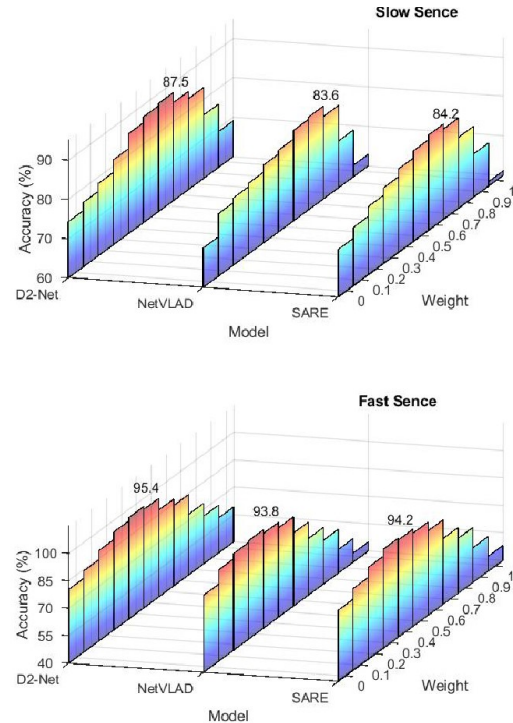 Slow Sence
87.5
83.6
84.2
90
80
70
60
Accuracy (%)
D2-Net
NetVLAD
SARE
Model
0
0.1
0.2
0.3
0.4
0.5
0.6
0.7
0.8
0.9
1
Weight
Fast Sence
95.4
93.8
94.2
100
85
70
55
40
Accuracy (%)
D2-Net
NetVLAD
SARE
Model
0
0.1
0.2
0.3
0.4
0.5
0.6
0.7
0.8
0.9
1
Weight